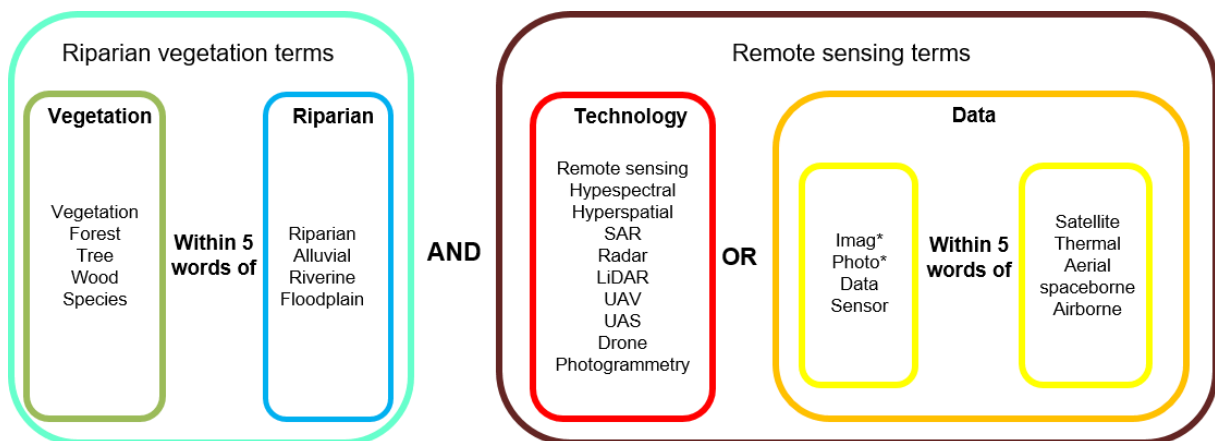 Riparian vegetation terms
Vegetation
Vegetation
Forest
Tree
Wood
Species
Within 5
words of
Riparian
Riparian
Alluvial
Riverine
Floodplain
AND
Remote sensing terms
Technology
Remote sensing
Hypespectral
Hyperspatial
SAR
Radar
LiDAR
UAV
UAS
Drone
Photogrammetry
OR
Data
Imag*
Photo*
Data
Sensor
Within 5
words of
Satellite
Thermal
Aerial
spaceborne
Airborne